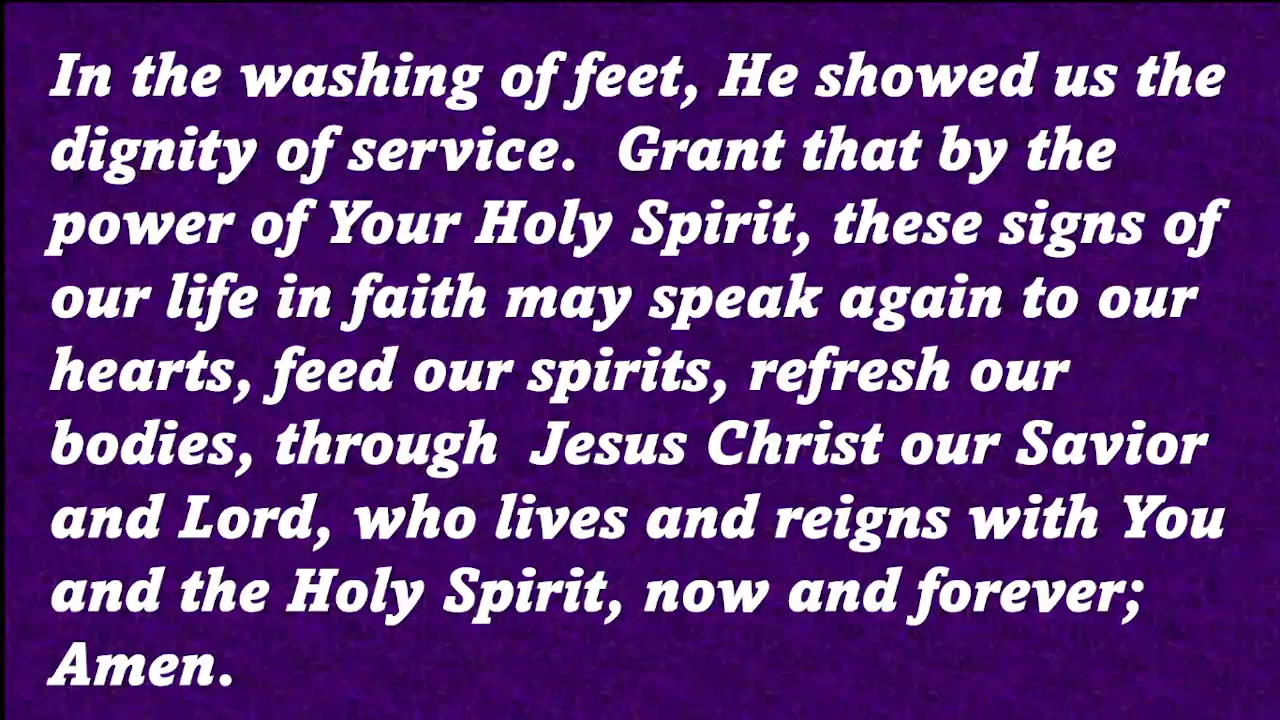 In the washing of feet, He showed us the
dignity of service.  Grant that by the
power of Your Holy Spirit, these signs of
our life in faith may speak again to our
hearts, feed our spirits, refresh our
bodies, through  Jesus Christ our Savior
and Lord, who lives and reigns with You
and the Holy Spirit, now and forever;
Amen.